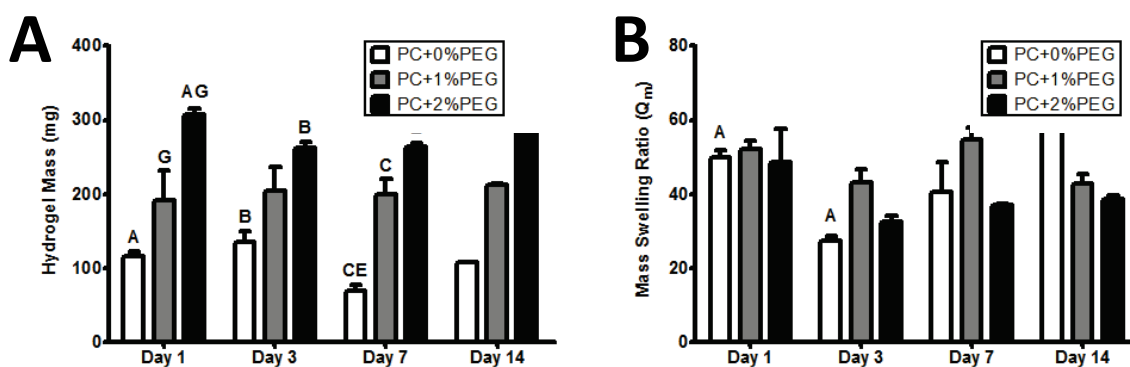 A
400
300
200
100
0
Hydrogel Mass (mg)
PC+0%PEG
PC+1%PEG
PC+2%PEG
A
G
AG
B
B
CE
C
Day 1
Day 3
Day 7
Day 14
B
80
60
40
20
0
Mass Swelling Ratio (Qm)
PC+0%PEG
PC+1%PEG
PC+2%PEG
A
A
Day 1
Day 3
Day 7
Day 14